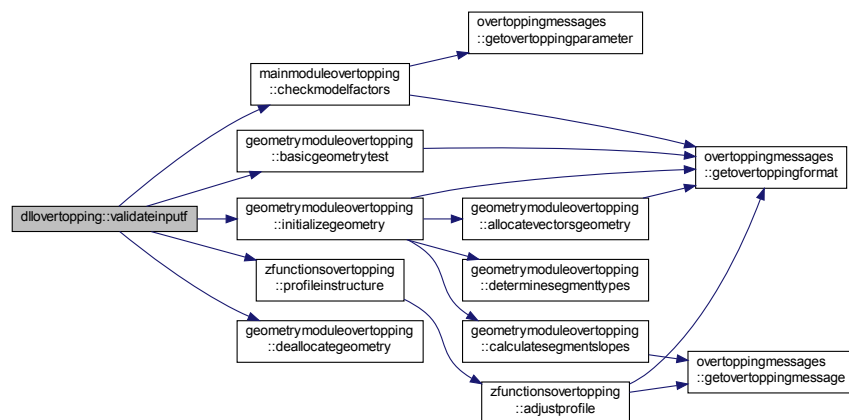 overtoppingmessages
::getovertoppingparameter
mainmoduleovertopping
::checkmodelfactors
geometrymoduleovertopping
::basicgeometrytest
overtoppingmessages
::getovertoppingformat
dllovertopping::validateinputf
geometrymoduleovertopping
::initializegeometry
geometrymoduleovertopping
::allocatevectorsgeometry
zfunctionsovertopping
::profileinstructure
geometrymoduleovertopping
::determinesegmenttypes
geometrymoduleovertopping
::deallocategeometry
geometrymoduleovertopping
::calculatesegmentslopes
overtoppingmessages
::getovertoppingmessage
zfunctionsovertopping
::adjustprofile